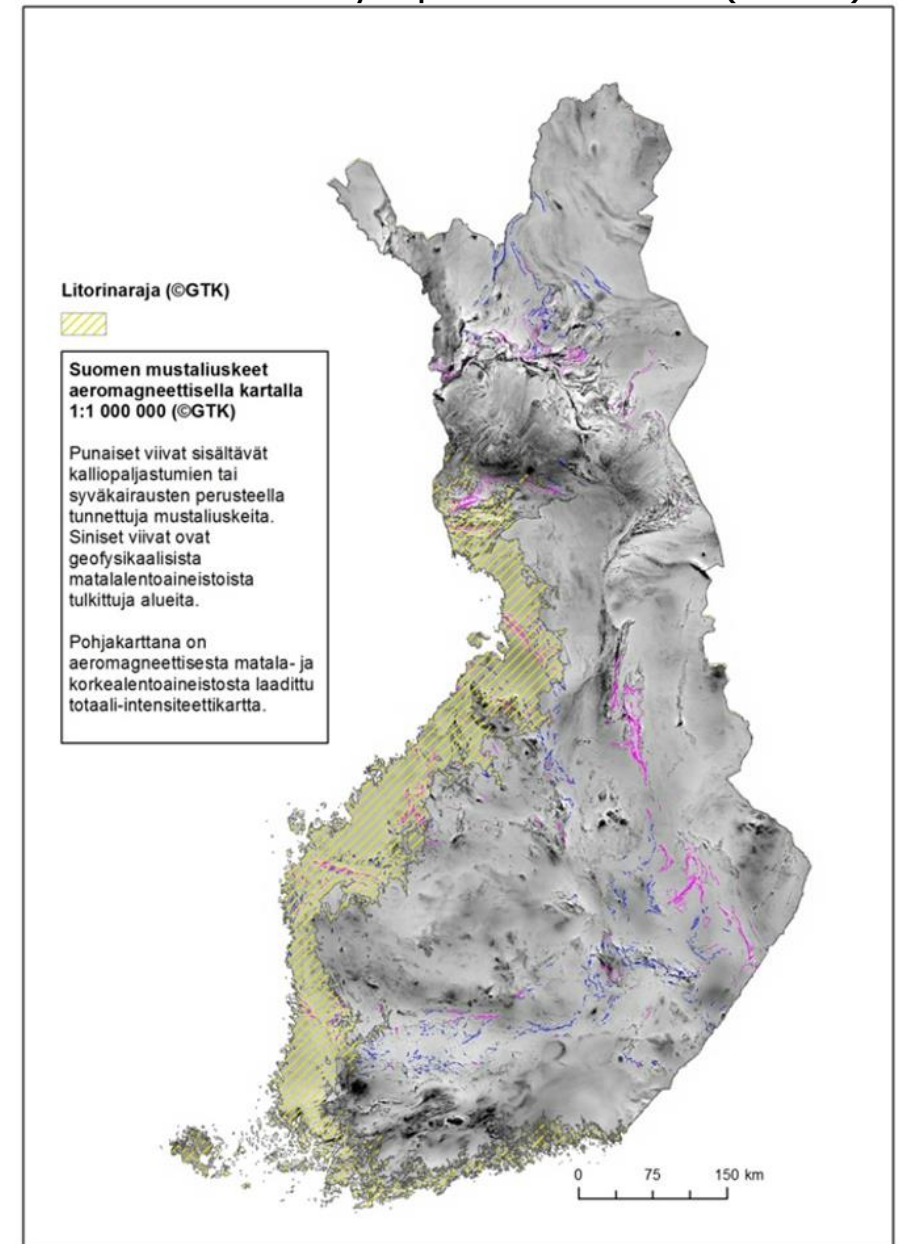 Litorinaraja (©GTK)
Suomen mustaliuskeet
aeromagneettisella kartalla
1:1 000 000 (©GTK)
Punaiset viivat sisältävät
kalliopaljastumien tai
syväkairausten perusteella
tunnettuja mustaliuskeita.
Siniset viivat ovat
geofysikaalisista
matalalentoaineistoista
tulkittuja alueita.
Pohjakarttana on
aeromagneettisesta matala- ja
korkealentoaineistosta laadittu
totaali-intensiteettikartta.
0 75 150 km